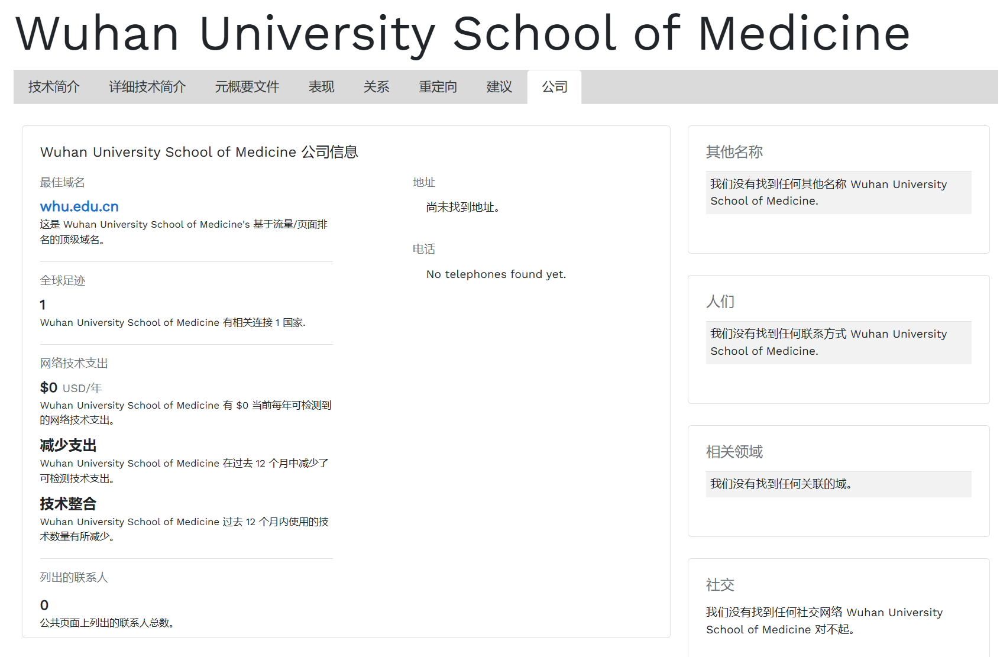 Wuhan University School of Medicine
技术简介 详细技术简介 元概要文件 表现 关系 重定向 建议 公司
Wuhan University School of Medicine 公司信息
最佳域名
whu.edu.cn
这是 Wuhan University School of Medicine's 基于流量/页面排
名的顶级域名。
全球足迹
1
Wuhan University School of Medicine 有相关连接 1 国家.
网络技术支出
$0 USD/年
Wuhan University School of Medicine 有 $0 当前每年可检测到
的网络技术支出。
减少支出
Wuhan University School of Medicine 在过去 12 个月中减少了
可检测技术支出。
技术整合
Wuhan University School of Medicine 过去 12 个月内使用的技
术数量有所减少。
列出的联系人
0
公共页面上列出的联系人总数。
地址
尚未找到地址。
电话
No telephones found yet.
其他名称
我们没有找到任何其他名称 Wuhan University
School of Medicine.
人们
我们没有找到任何联系方式 Wuhan University
School of Medicine.
相关领域
我们没有找到任何关联的域。
社交
我们没有找到任何社交网络 Wuhan University
School of Medicine 对不起。